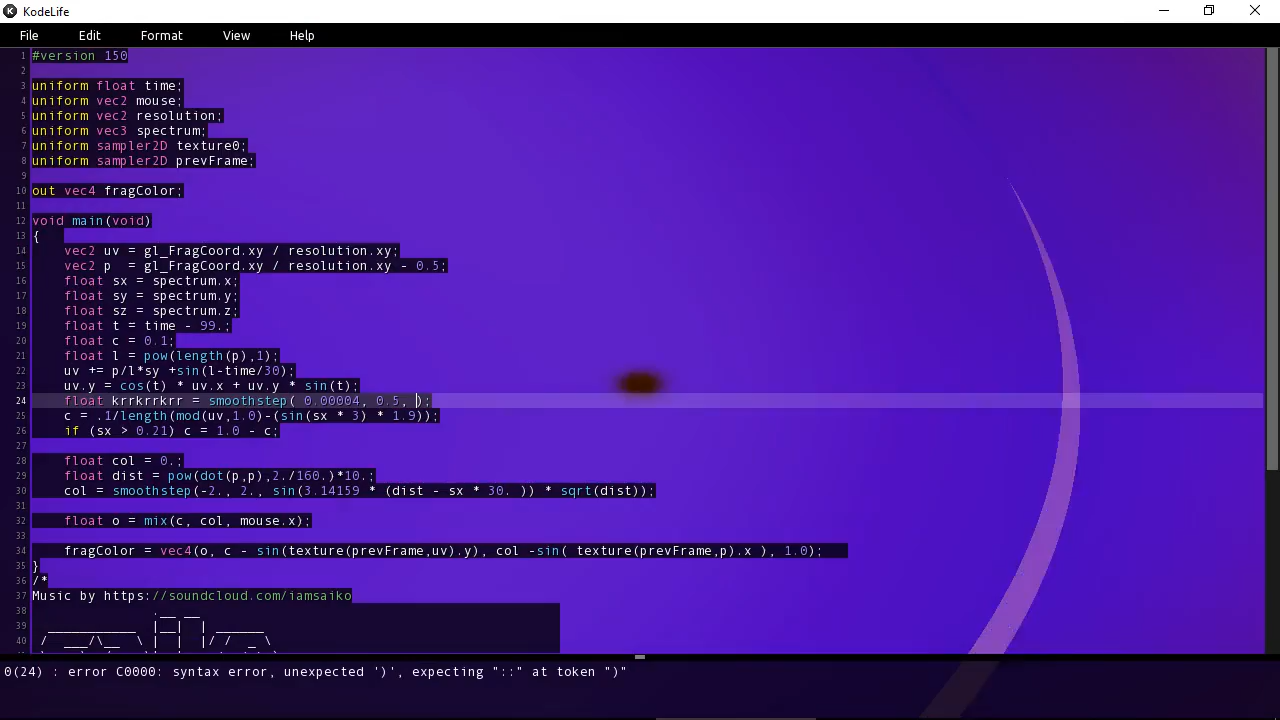 KodeLife
File Edit Format View Help
1 #version 150
2
3 uniform float time;
4 uniform vec2 mouse;
5 uniform vec2 resolution;
6 uniform vec3 spectrum;
7 uniform sampler2D texture0;
8 uniform sampler2D prevFrame;
9
10 out vec4 fragColor;
11
12 void main(void)
13 {
14 vec2 uv = gl_FragCoord.xy / resolution.xy;
15 vec2 p  = gl_FragCoord.xy / resolution.xy - 0.5;
16 float sx = spectrum.x;
17 float sy = spectrum.y;
18 float sz = spectrum.z;
19 float t = time - 99.;
20 float c = 0.1;
21 float l = pow(length(p),1);
22 uv += p/l*sy +sin(l-time/30);
23 uv.y = cos(t) * uv.x + uv.y * sin(t);
24 float krrkrrkrr = smoothstep( 0.00004, 0.5, );
25 c = .1/length(mod(uv,1.0)-(sin(sx * 3) * 1.9));
26 if (sx > 0.21) c = 1.0 - c;
27
28 float col = 0.;
29 float dist = pow(dot(p,p),2./160.)*10.;
30 col = smoothstep(-2., 2., sin(3.14159 * (dist - sx * 30. )) * sqrt(dist));
31
32 float o = mix(c, col, mouse.x);
33
34 fragColor = vec4(o, c - sin(texture(prevFrame,uv).y), col -sin( texture(prevFrame,p).x ), 1.0);
35 }
36 /*
37 Music by https://soundcloud.com/iamsaiko
38 .__ __
39 ____________  |__|  | ______
40 /  ___/\__  \ |  |  |/ /  _ \
0(24) : error C0000: syntax error, unexpected ')', expecting "::" at token ")"